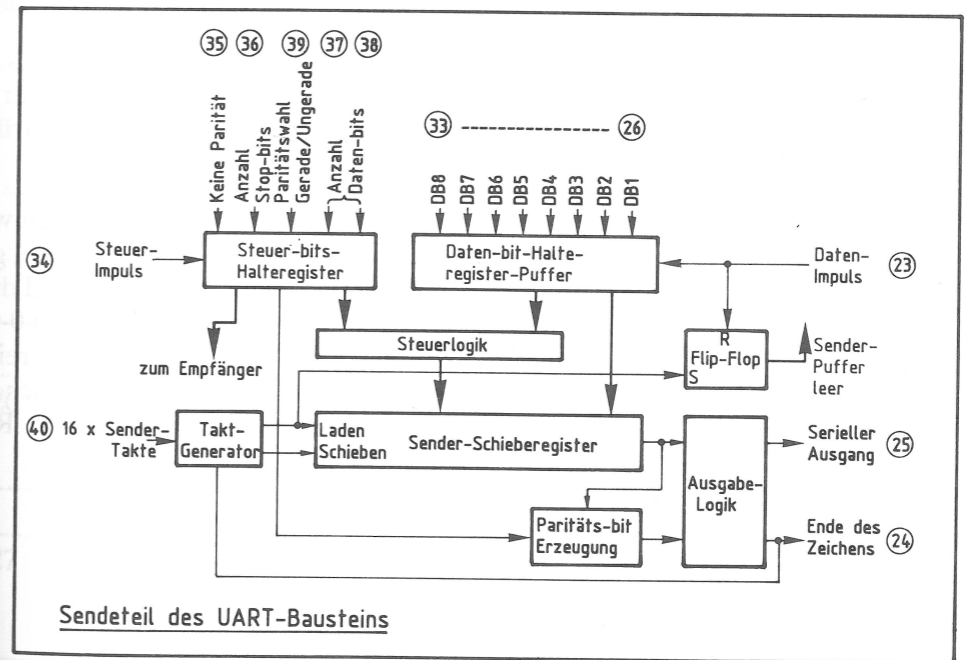 35 36 39 37 38
Keine Parität
Anzahl
Stop-bits
Paritätswahl
Gerade/Ungerade
Anzahl
Daten-bits
33 26
DB8 DB7 DB6 DB5 DB4 DB3 DB2 DB1
34
Steuer-
Impuls
Steuer-bits-
Halteregister
Daten-bit-Halte-
register-Puffer
Daten-
Impuls
23
zum Empfänger
Steuerlogik
R
Flip-Flop
S
Sender-
Puffer
leer
40
16 x Sender-
Takte
Takt-
Generator
Laden
Schieben
Sender-Schieberegister
Ausgabe-
Logik
Serieller
Ausgang
25
Paritäts-bit
Erzeugung
Ende des
Zeichens
24
Sendeteil des UART-Bausteins